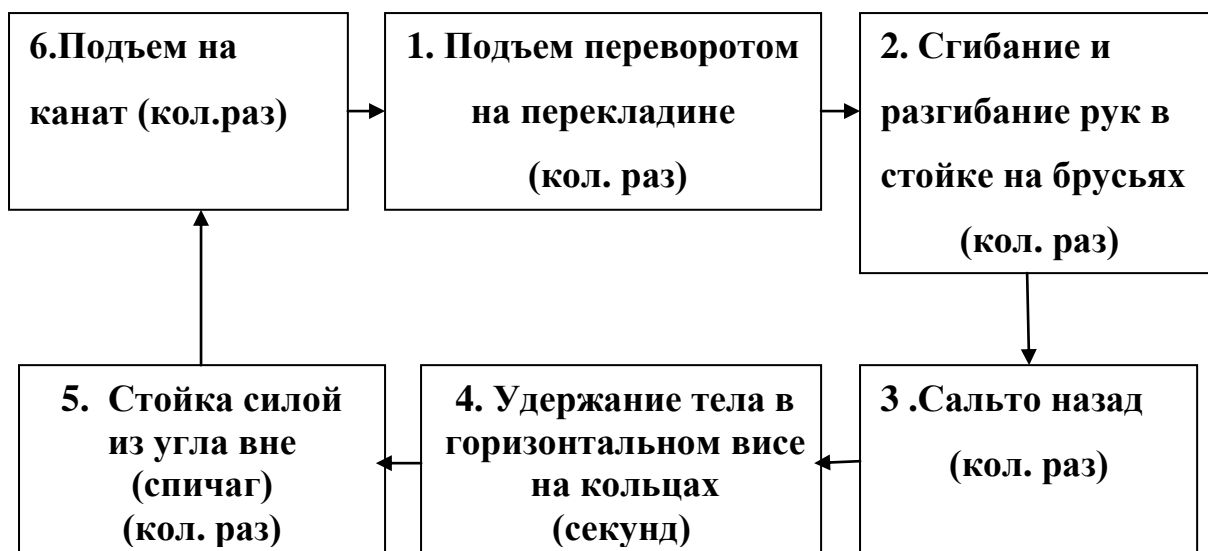 6.Подъем на
канат (кол.раз)
1. Подъем переворотом
на перекладине
(кол. раз)
2. Сгибание и
разгибание рук в
стойке на брусьях
(кол. раз)
5. Стойка силой
из угла вне
(спичаг)
(кол. раз)
4. Удержание тела в
горизонтальном висе
на кольцах
(секунд)
3 .Сальто назад
(кол. раз)